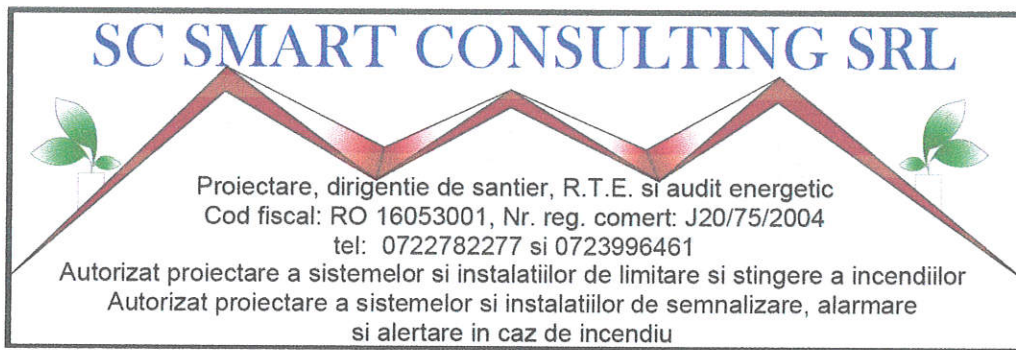 SC SMART CONSULTING SRL
Proiectare, dirigentie de santier, R.T.E. si audit energetic
Cod fiscal: RO 16053001, Nr. reg. comert: J20/75/2004
tel: 0722782277 si 0723996461
Autorizat proiectare a sistemelor si instalatiilor de limitare si stingere a incendiilor
Autorizat proiectare a sistemelor si instalatiilor de semnalizare, alarmare
si alertare in caz de incendiu